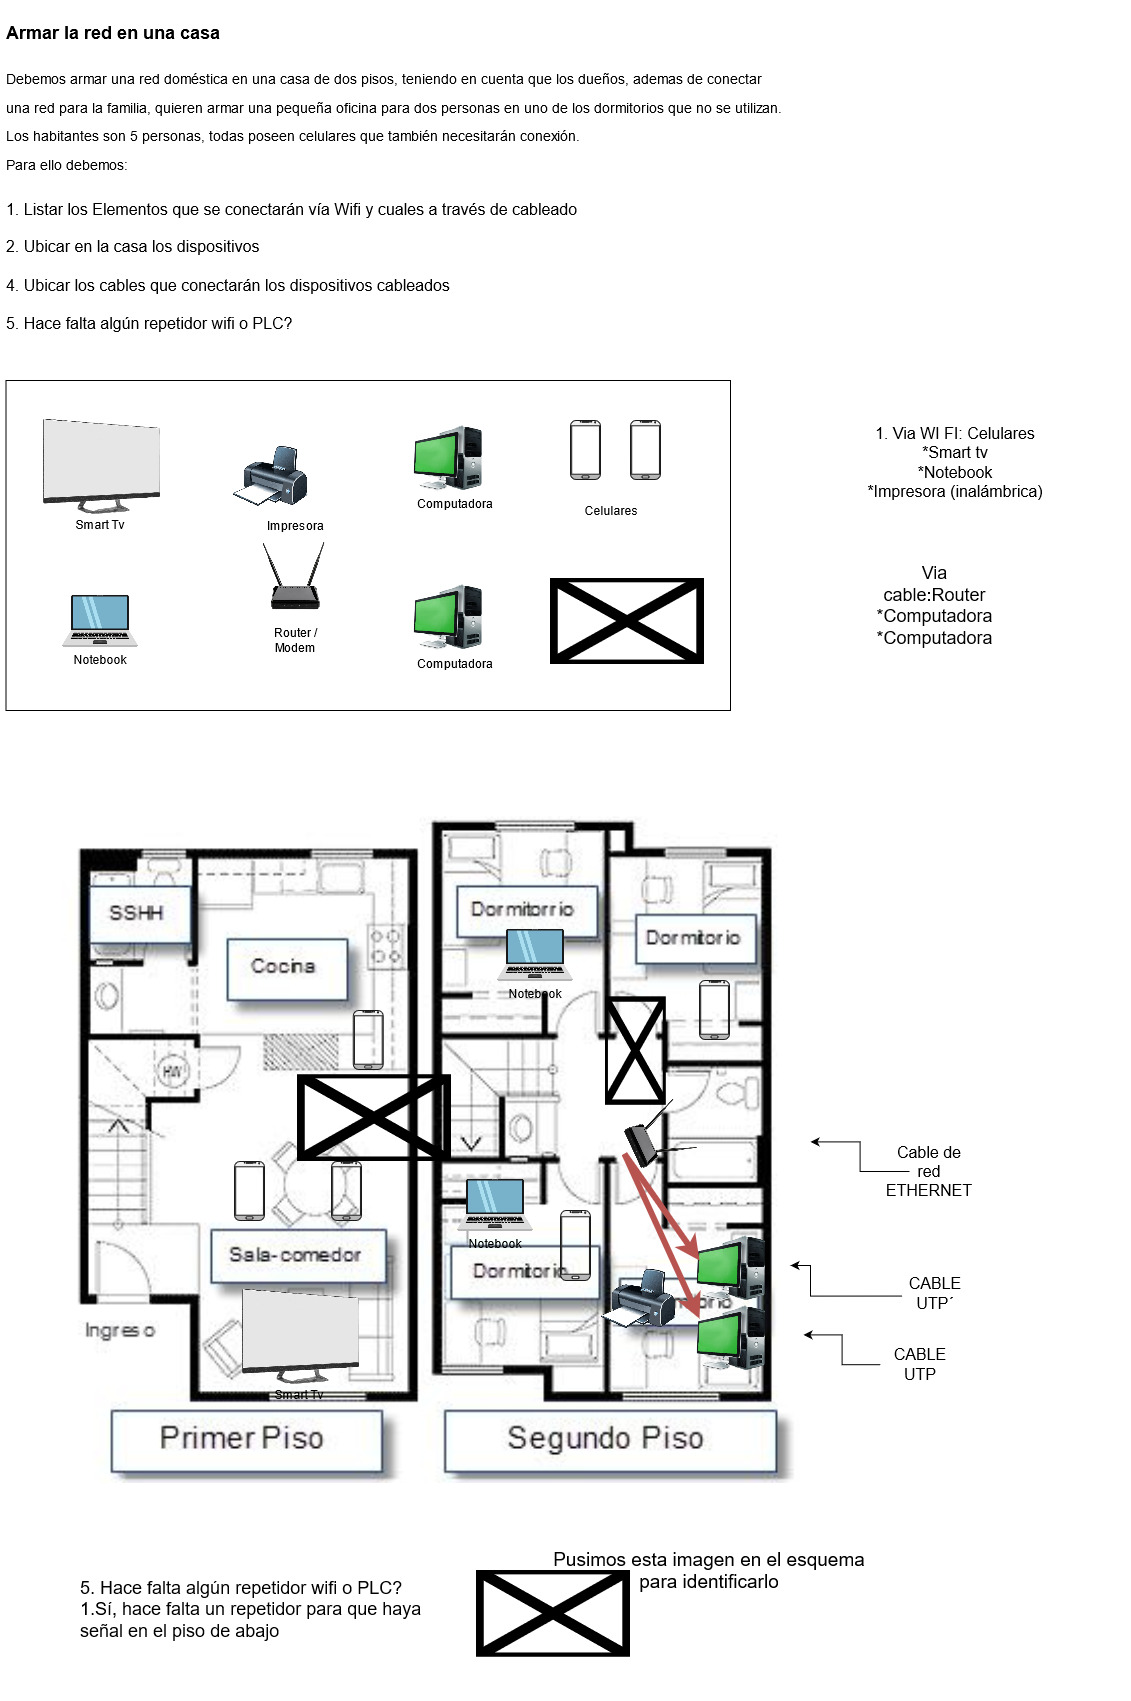 Armar la red en una casa
Debemos armar una red doméstica en una casa de dos pisos, teniendo en cuenta que los dueños, ademas de conectar
una red para la familia, quieren armar una pequeña oficina para dos personas en uno de los dormitorios que no se utilizan.
Los habitantes son 5 personas, todas poseen celulares que también necesitarán conexión.
Para ello debemos:
1. Listar los Elementos que se conectarán vía Wifi y cuales a través de cableado
2. Ubicar en la casa los dispositivos
4. Ubicar los cables que conectarán los dispositivos cableados
5. Hace falta algún repetidor wifi o PLC?
Smart Tv
Impresora
Computadora
Celulares
Notebook
Router /
Modem
Computadora
1. Via WI FI: Celulares
*Smart tv
*Notebook
*Impresora (inalámbrica)
Via
cable:Router
*Computadora
*Computadora
SSHH
Cocina
HW
Sala-comedor
Ingreso
Smart Tv
Primer Piso
Dormitorrio
Notebook
Dormitorio
Notebook
Dormitorio
Segundo Piso
Cable de
red
ETHERNET
CABLE
UTP´
CABLE
UTP
5. Hace falta algún repetidor wifi o PLC?
1.Sí, hace falta un repetidor para que haya
señal en el piso de abajo
Pusimos esta imagen en el esquema
para identificarlo